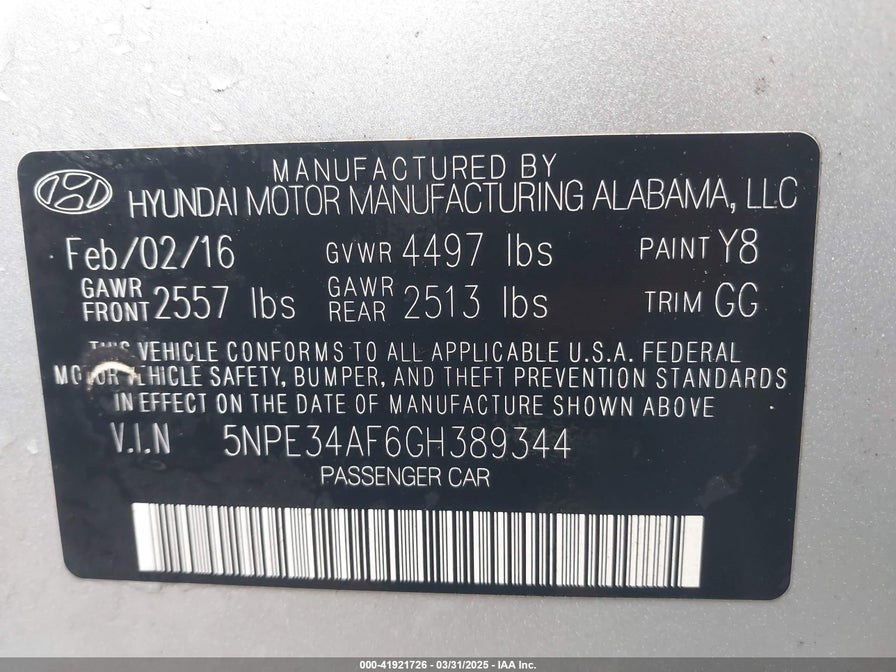 MANUFACTURED BY
HYUNDAI MOTOR MANUFACTURING ALABAMA, LLC
Feb/02/16 GVWR 4497 lbs PAINT Y8
GAWR FRONT 2557 lbs GAWR REAR 2513 lbs TRIM GG
VEHICLE CONFORMS TO ALL APPLICABLE U.S.A. FEDERAL
MOTOR VEHICLE SAFETY, BUMPER, AND THEFT PREVENTION STANDARDS
IN EFFECT ON THE DATE OF MANUFACTURE SHOWN ABOVE
V.I.N 5NPE34AF6GH389344
PASSENGER CAR
000-41921726 - 03/31/2025 - IAA Inc.